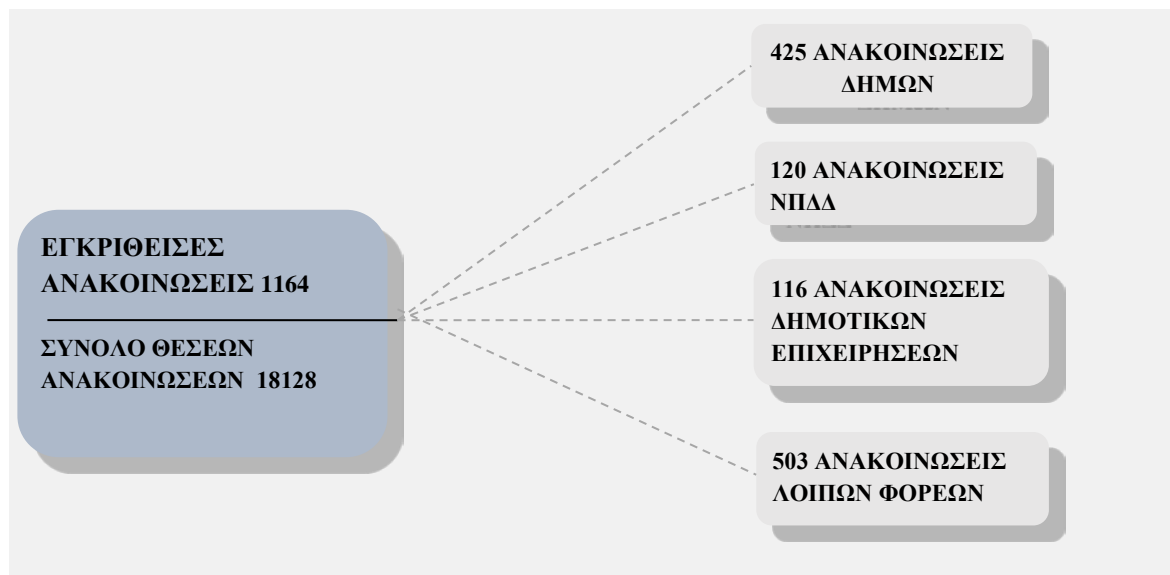 ΕΓΚΡΙΘΕΙΣΕΣ
ΑΝΑΚΟΙΝΩΣΕΙΣ 1164
ΣΥΝΟΛΟ ΘΕΣΕΩΝ
ΑΝΑΚΟΙΝΩΣΕΩΝ 18128
425 ΑΝΑΚΟΙΝΩΣΕΙΣ
ΔΗΜΩΝ
120 ΑΝΑΚΟΙΝΩΣΕΙΣ
ΝΠΔΔ
116 ΑΝΑΚΟΙΝΩΣΕΙΣ
ΔΗΜΟΤΙΚΩΝ
ΕΠΙΧΕΙΡΗΣΕΩΝ
503 ΑΝΑΚΟΙΝΩΣΕΙΣ
ΛΟΙΠΩΝ ΦΟΡΕΩΝ